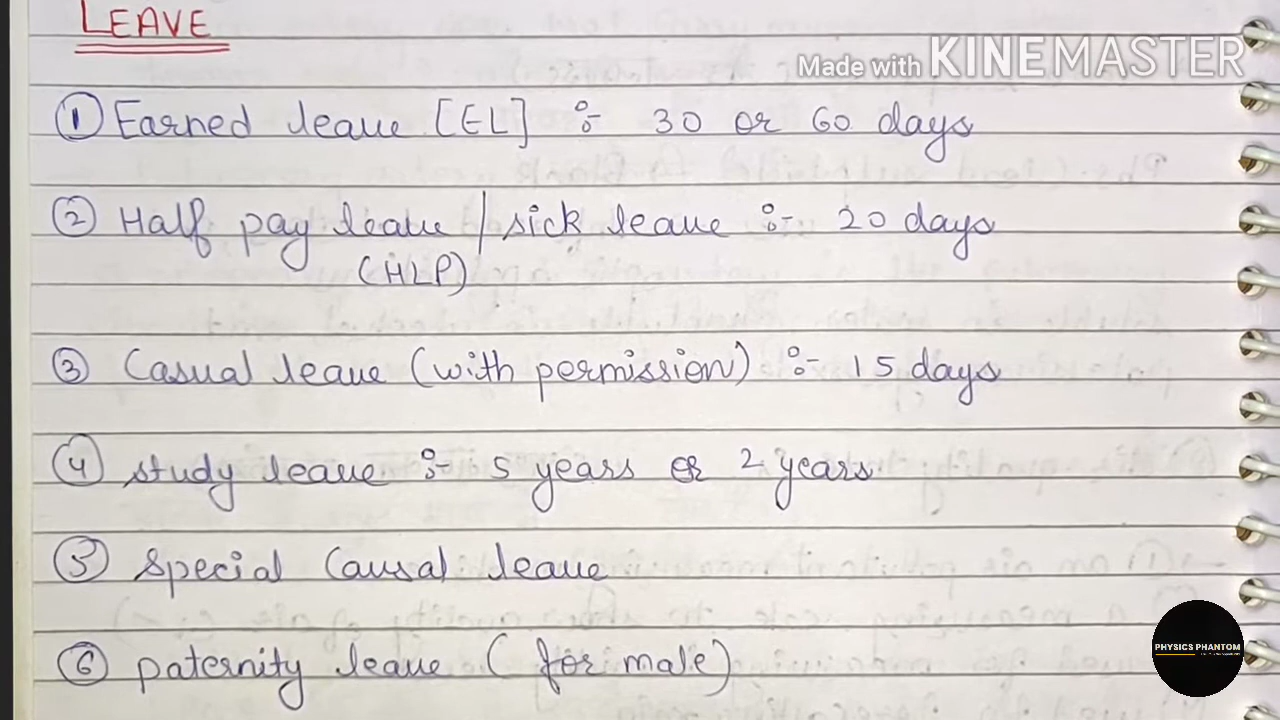 LEAVE
Made with KINEMASTER
① Earned leave [EL] :- 30 or 60 days
② Half pay leave / sick leave :- 20 days
(HLP)
③ Casual leave (with permission) :- 15 days
④ study leave :- 5 years or 2 years
⑤ Special Causal leave
⑥ paternity leave ( for male)
PHYSICS PHANTOM